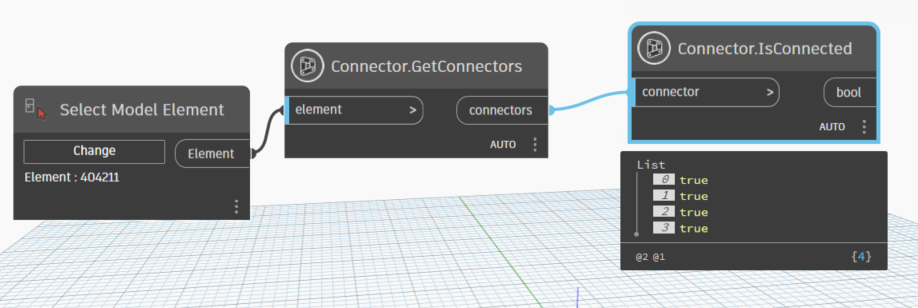 Select Model Element
Change
Element
Element : 404211
Connector.GetConnectors
element
>
connectors
AUTO
Connector.IsConnected
connector
>
bool
AUTO
List
0 true
1 true
2 true
3 true
@2 @1
{4}